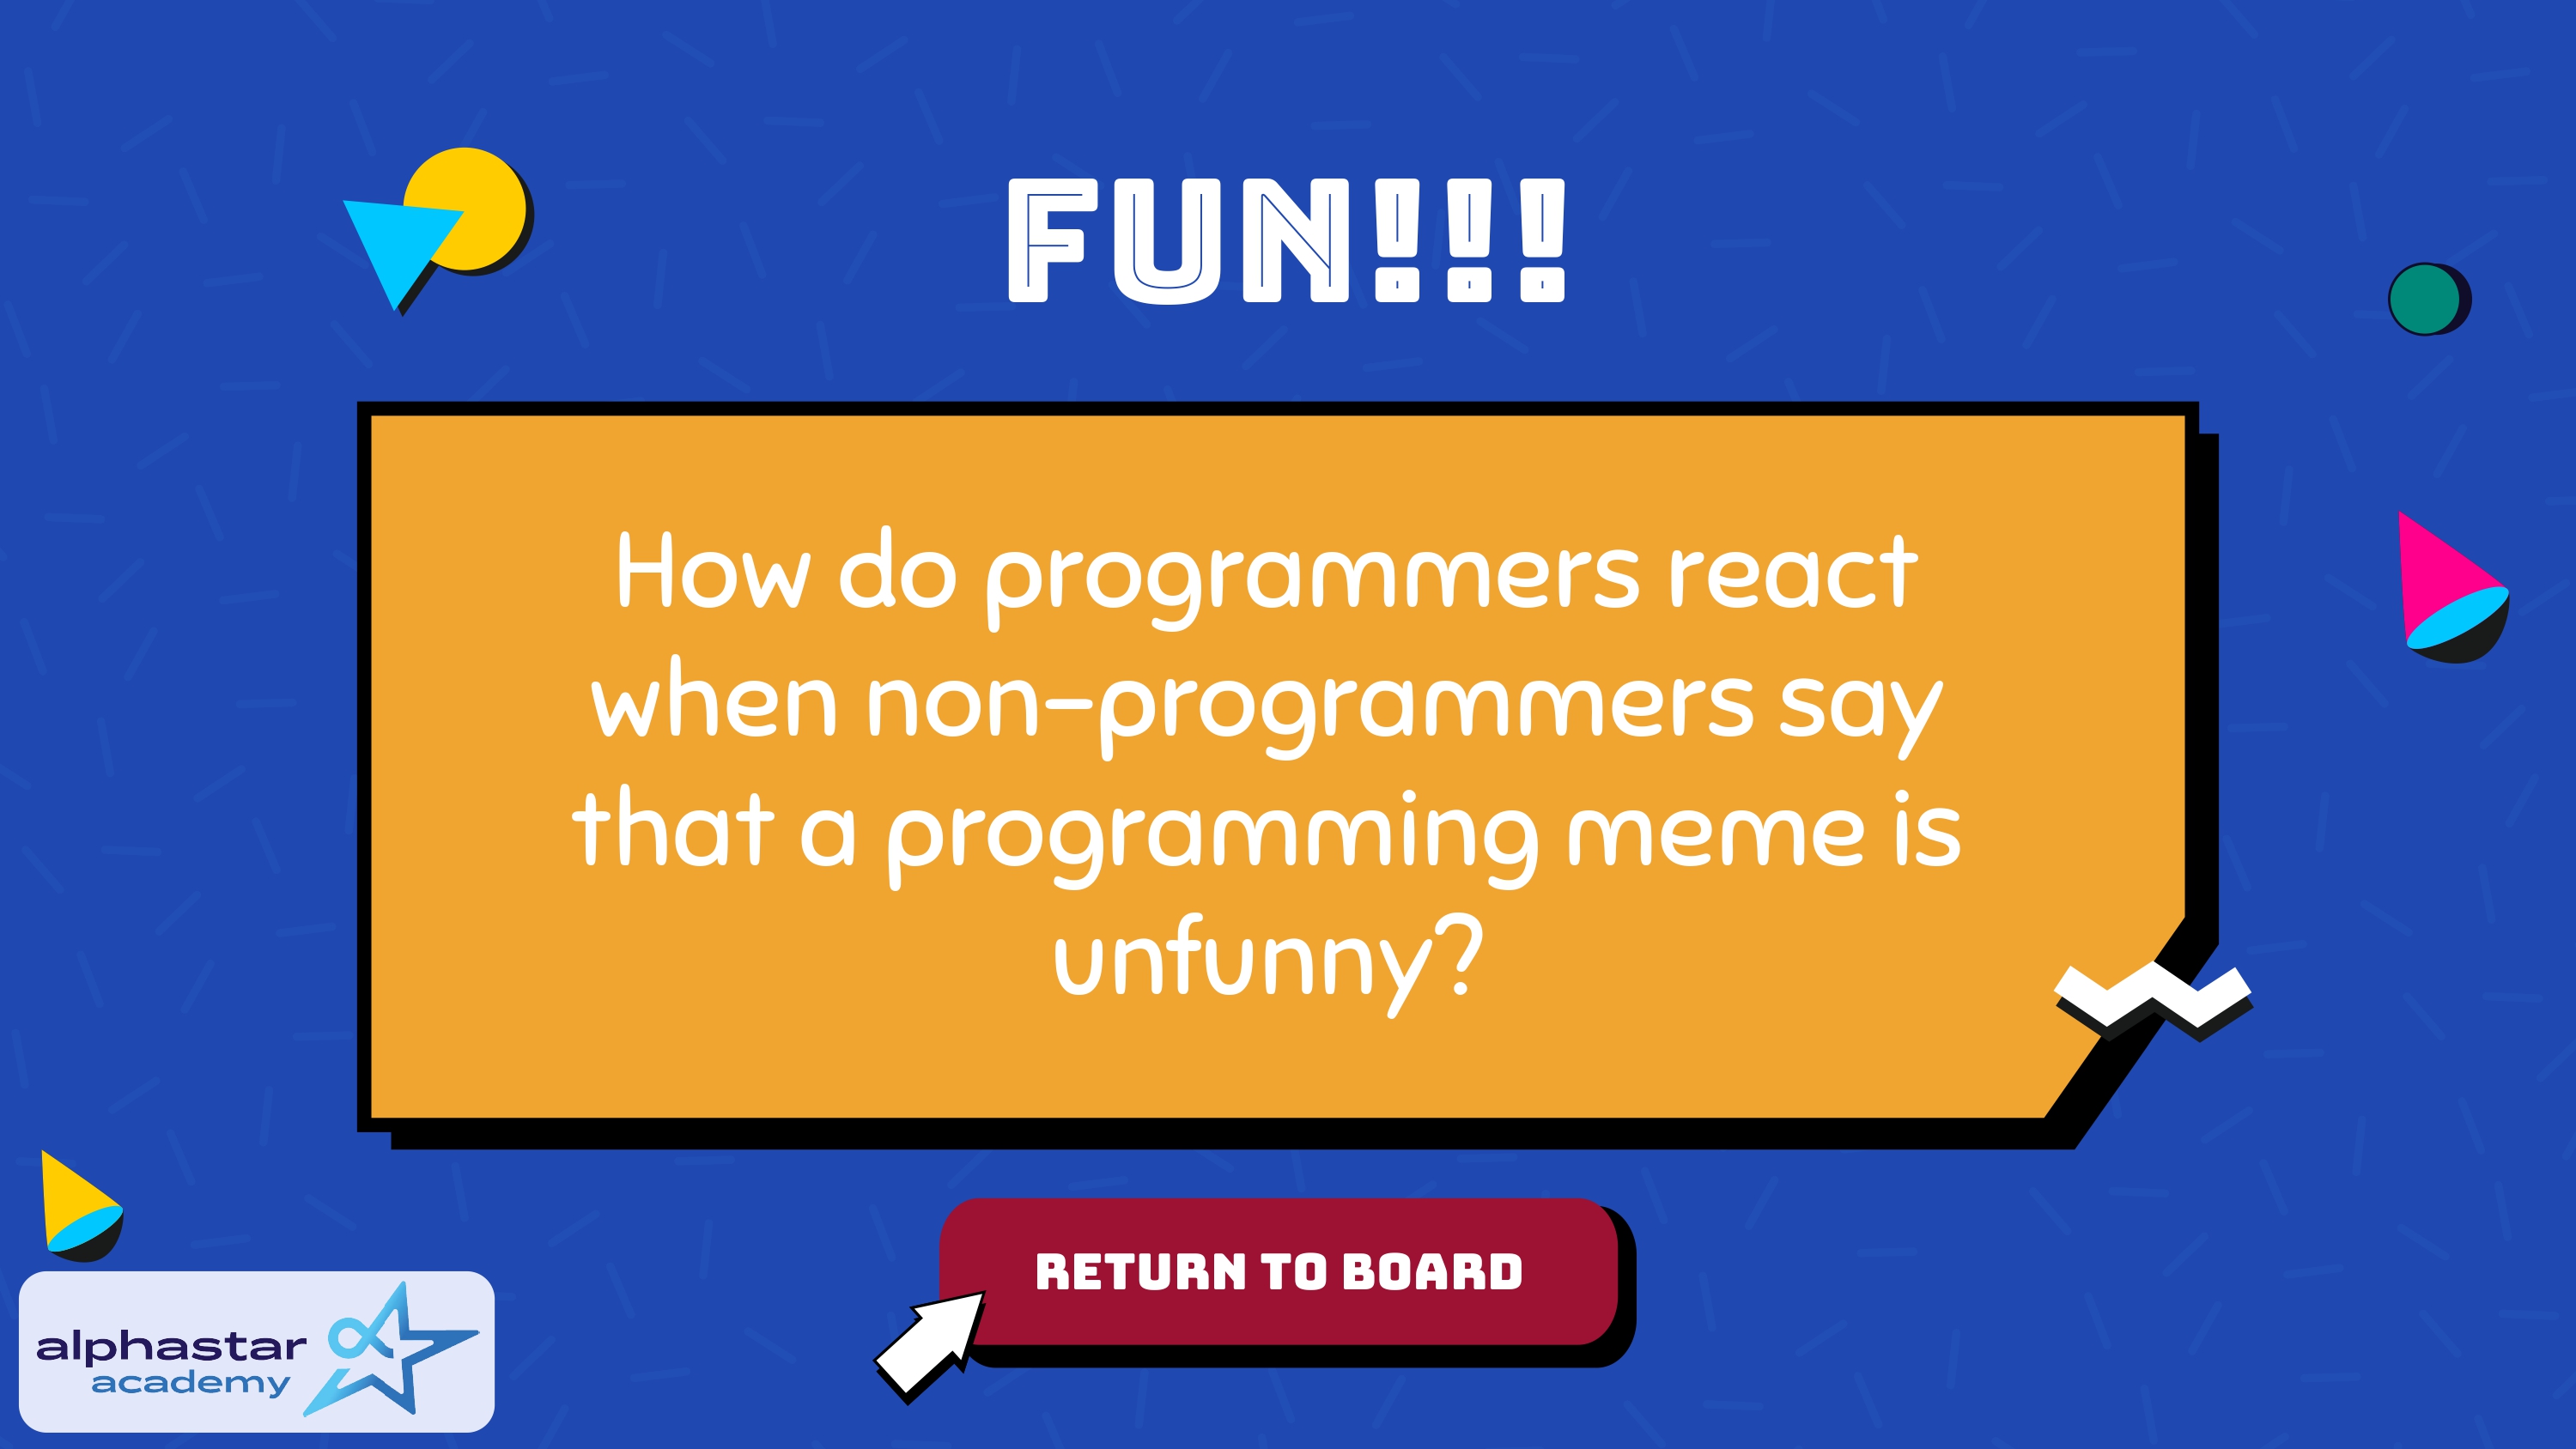 FUN!!!
How do programmers react
when non-programmers say
that a programming meme is
unfunny?
RETURN TO BOARD
alphastar
academy